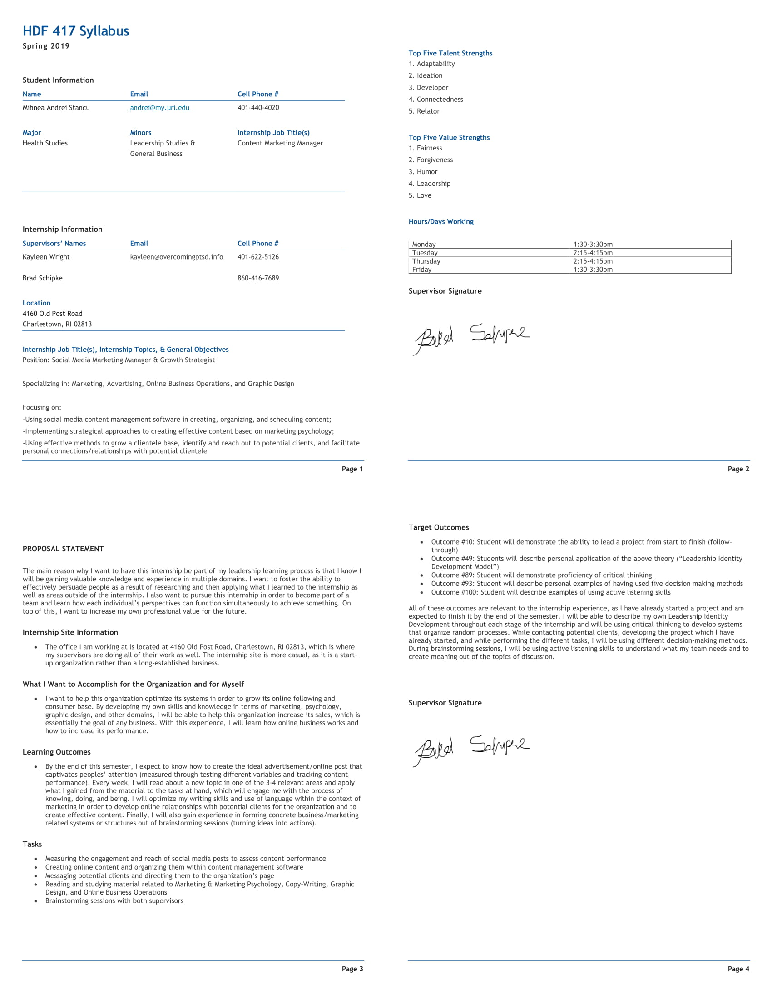 HDF 417 Syllabus
Spring 2019
Student Information
Name Email Cell Phone #
Mihnea Andrei Stancu andrei@my.uri.edu 401-440-4020
Major Minors Internship Job Title(s)
Health Studies Leadership Studies & Content Marketing Manager
General Business
Internship Information
Supervisors’ Names Email Cell Phone #
Kayleen Wright kayleen@overcomingptsd.info 401-622-5126
Brad Schipke 860-416-7689
Location
4160 Old Post Road
Charlestown, RI 02813
Internship Job Title(s), Internship Topics, & General Objectives
Position: Social Media Marketing Manager & Growth Strategist
Specializing in: Marketing, Advertising, Online Business Operations, and Graphic Design
Focusing on:
-Using social media content management software in creating, organizing, and scheduling content;
-Implementing strategical approaches to creating effective content based on marketing psychology;
-Using effective methods to grow a clientele base, identify and reach out to potential clients, and facilitate
personal connections/relationships with potential clientele
Page 1
Top Five Talent Strengths
1. Adaptability
2. Ideation
3. Developer
4. Connectedness
5. Relator
Top Five Value Strengths
1. Fairness
2. Forgiveness
3. Humor
4. Leadership
5. Love
Hours/Days Working
Monday 1:30-3:30pm
Tuesday 2:15-4:15pm
Thursday 2:15-4:15pm
Friday 1:30-3:30pm
Supervisor Signature
Page 2
PROPOSAL STATEMENT
The main reason why I want to have this internship be part of my leadership learning process is that I know I
will be gaining valuable knowledge and experience in multiple domains. I want to foster the ability to
effectively persuade people as a result of researching and then applying what I learned to the internship as
well as areas outside of the internship. I also want to pursue this internship in order to become part of a
team and learn how each individual’s perspectives can function simultaneously to achieve something. On
top of this, I want to increase my own professional value for the future.
Internship Site Information
• The office I am working at is located at 4160 Old Post Road, Charlestown, RI 02813, which is where
my supervisors are doing all of their work as well. The internship site is more casual, as it is a start-
up organization rather than a long-established business.
What I Want to Accomplish for the Organization and for Myself
• I want to help this organization optimize its systems in order to grow its online following and
consumer base. By developing my own skills and knowledge in terms of marketing, psychology,
graphic design, and other domains, I will be able to help this organization increase its sales, which is
essentially the goal of any business. With this experience, I will learn how online business works and
how to increase its performance.
Learning Outcomes
• By the end of this semester, I expect to know how to create the ideal advertisement/online post that
captivates peoples’ attention (measured through testing different variables and tracking content
performance). Every week, I will read about a new topic in one of the 3-4 relevant areas and apply
what I gained from the material to the tasks at hand, which will engage me with the process of
knowing, doing, and being. I will optimize my writing skills and use of language within the context of
marketing in order to develop online relationships with potential clients for the organization and to
create effective content. Finally, I will also gain experience in forming concrete business/marketing
related systems or structures out of brainstorming sessions (turning ideas into actions).
Tasks
• Measuring the engagement and reach of social media posts to assess content performance
• Creating online content and organizing them within content management software
• Messaging potential clients and directing them to the organization’s page
• Reading and studying material related to Marketing & Marketing Psychology, Copy-Writing, Graphic
Design, and Online Business Operations
• Brainstorming sessions with both supervisors
Page 3
Target Outcomes
• Outcome #10: Student will demonstrate the ability to lead a project from start to finish (follow-
through)
• Outcome #49: Students will describe personal application of the above theory (“Leadership Identity
Development Model”)
• Outcome #89: Student will demonstrate proficiency of critical thinking
• Outcome #93: Student will describe personal examples of having used five decision making methods
• Outcome #100: Student will describe examples of using active listening skills
All of these outcomes are relevant to the internship experience, as I have already started a project and am
expected to finish it by the end of the semester. I will be able to describe my own Leadership Identity
Development throughout each stage of the internship and will be using critical thinking to develop systems
that organize random processes. While contacting potential clients, developing the project which I have
already started, and while performing the different tasks, I will be using different decision-making methods.
During brainstorming sessions, I will be using active listening skills to understand what my team needs and to
create meaning out of the topics of discussion.
Supervisor Signature
Page 4